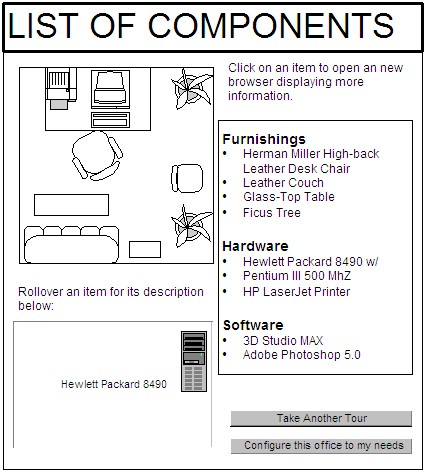 LIST OF COMPONENTS
Click on an item to open an new
browser displaying more
information.
Furnishings
• Herman Miller High-back
Leather Desk Chair
• Leather Couch
• Glass-Top Table
• Ficus Tree
Hardware
• Hewlett Packard 8490 w/
• Pentium III 500 MhZ
• HP LaserJet Printer
Software
• 3D Studio MAX
• Adobe Photoshop 5.0
Rollover an item for its description
below:
Hewlett Packard 8490
Take Another Tour
Configure this office to my needs